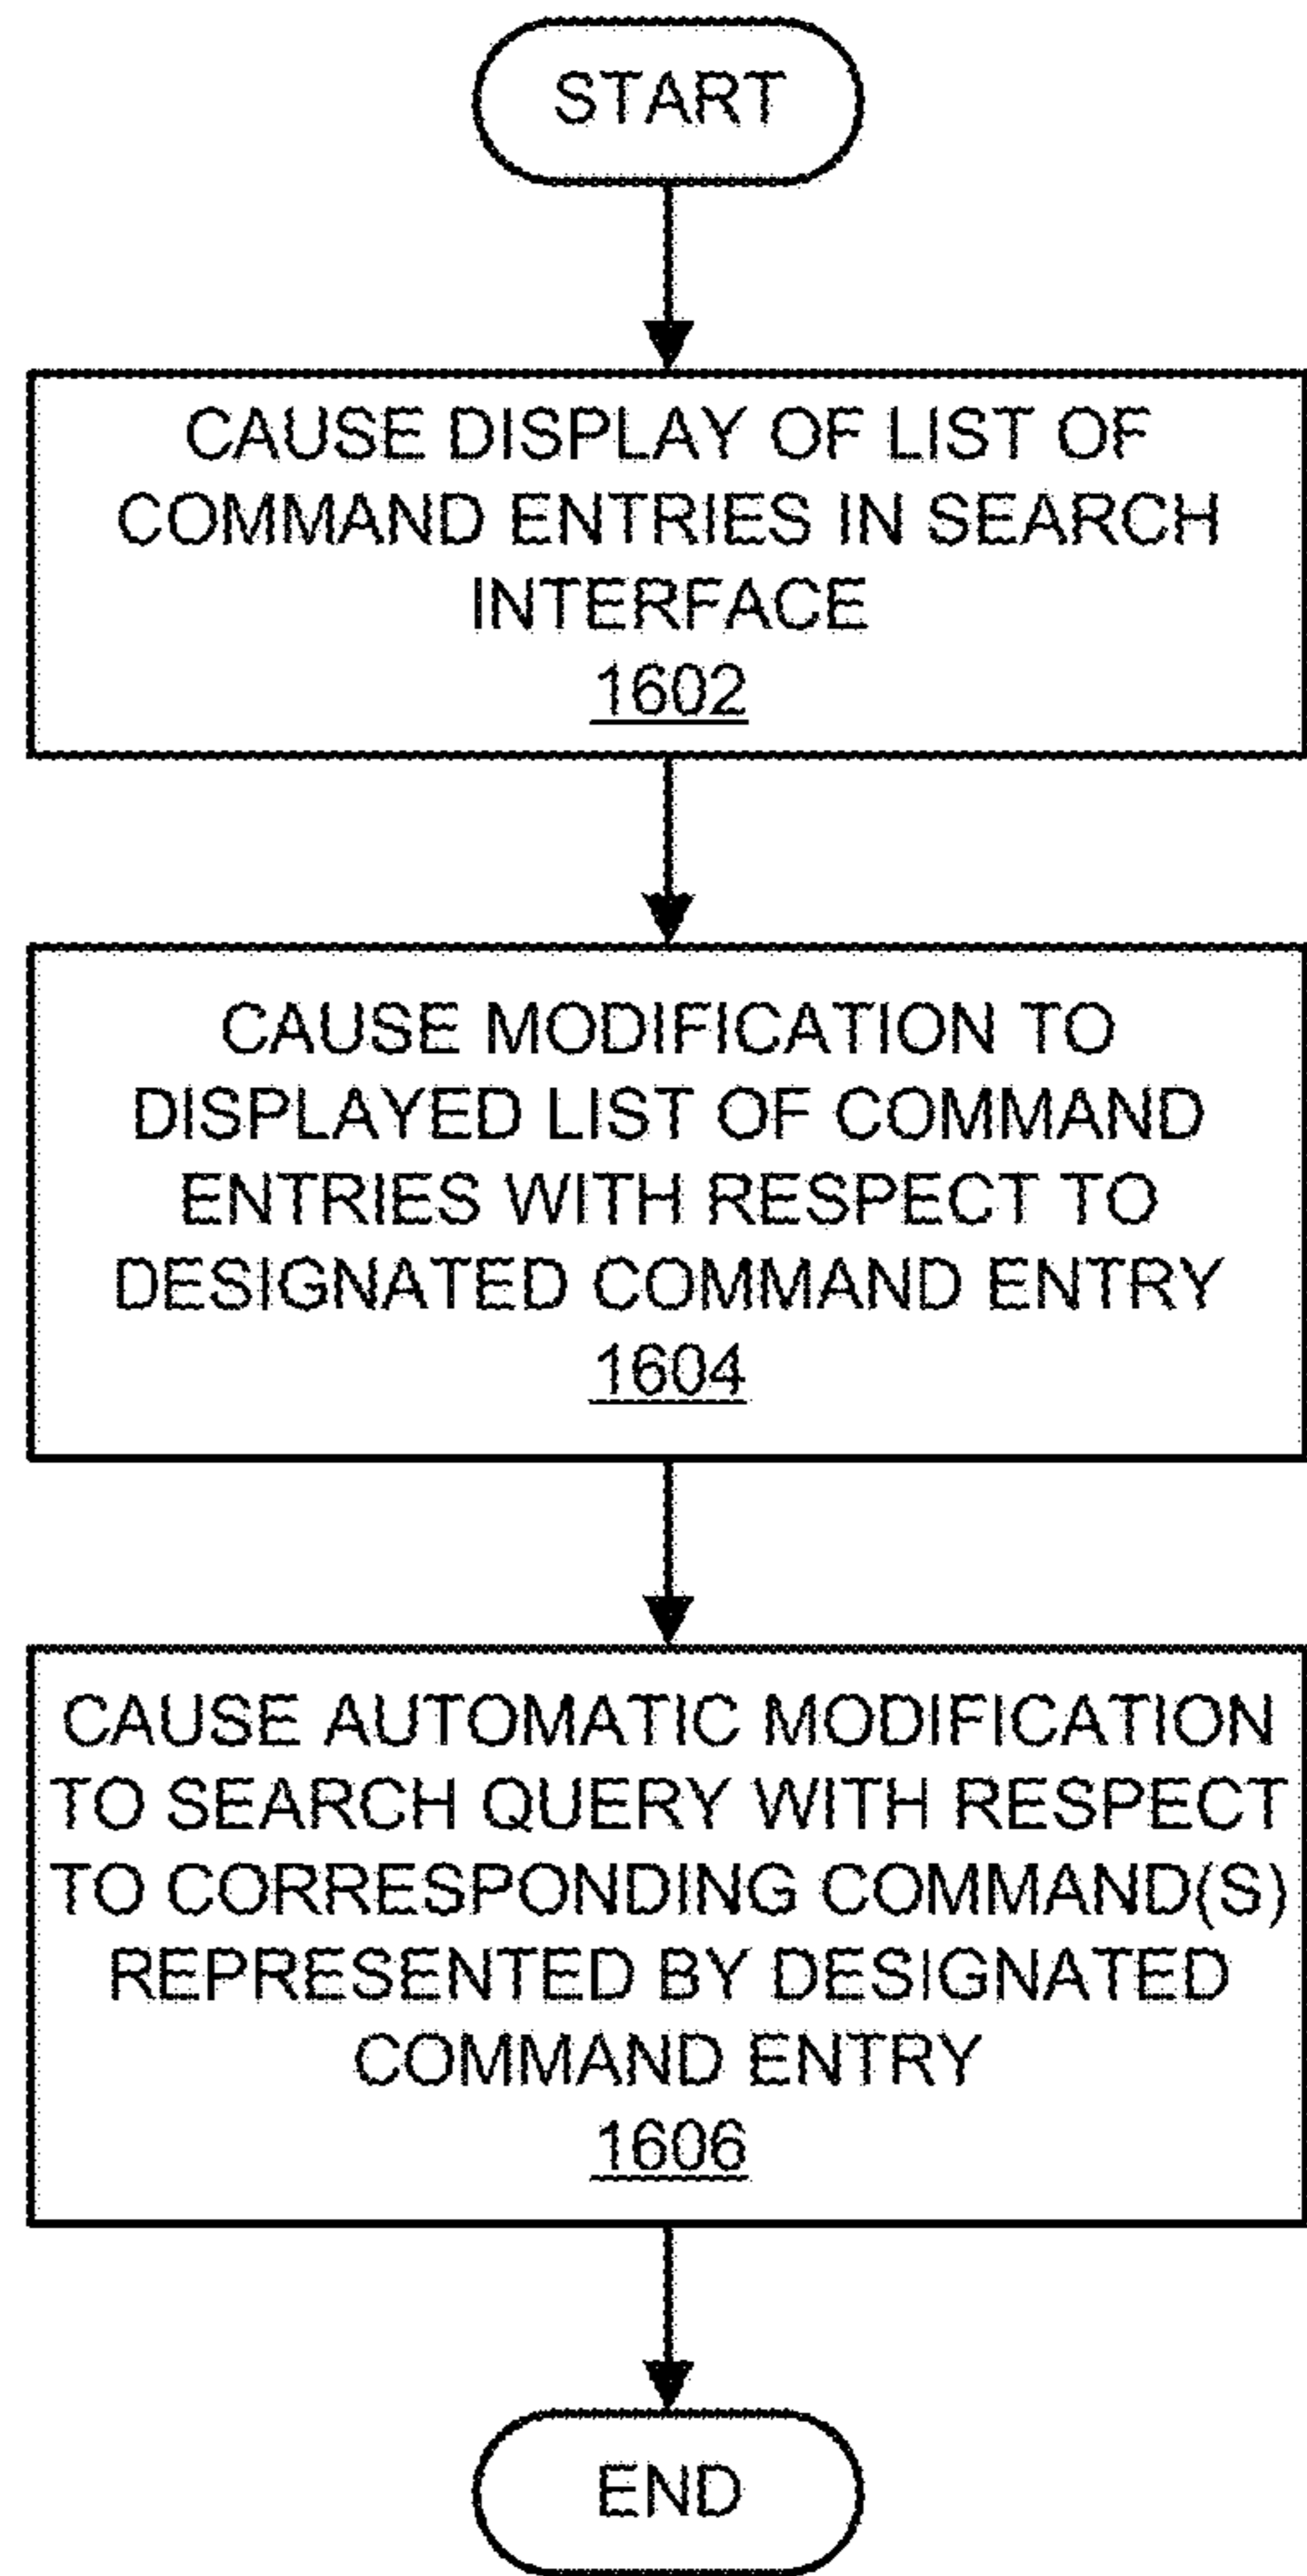 START
CAUSE DISPLAY OF LIST OF
COMMAND ENTRIES IN SEARCH
INTERFACE
1602
CAUSE MODIFICATION TO
DISPLAYED LIST OF COMMAND
ENTRIES WITH RESPECT TO
DESIGNATED COMMAND ENTRY
1604
CAUSE AUTOMATIC MODIFICATION
TO SEARCH QUERY WITH RESPECT
TO CORRESPONDING COMMAND(S)
REPRESENTED BY DESIGNATED
COMMAND ENTRY
1606
END